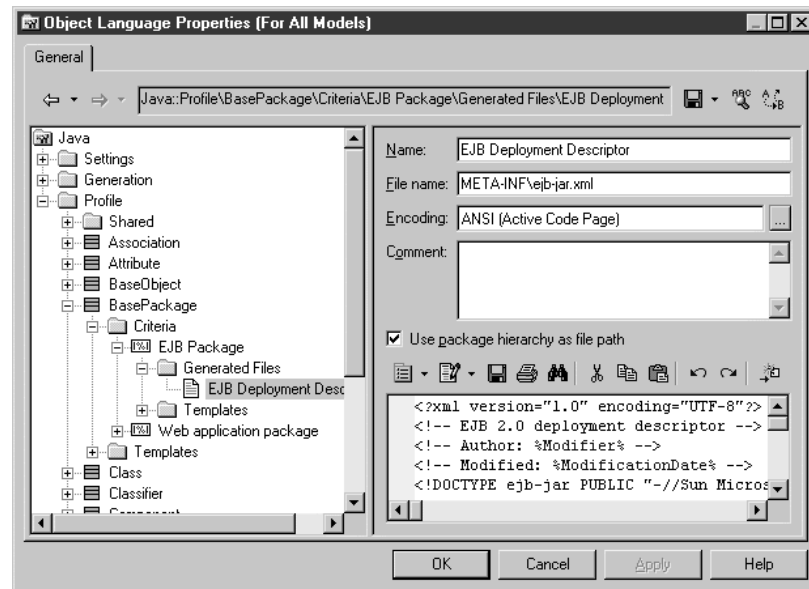 Object Language Properties (For All Models)
General
Java::Profile\BasePackage\Criteria\EJB Package\Generated Files\EJB Deployment
Java
Settings
Generation
Profile
Shared
Association
Attribute
BaseObject
BasePackage
Criteria
EJB Package
Generated Files
EJB Deployment Desc
Templates
Web application package
Templates
Class
Classifier
Component
Name: EJB Deployment Descriptor
File name: META-INF\ejb-jar.xml
Encoding: ANSI (Active Code Page) ...
Comment:
Use package hierarchy as file path
<?xml version="1.0" encoding="UTF-8"?>
<!-- EJB 2.0 deployment descriptor -->
<!-- Author: %Modifier% -->
<!-- Modified: %ModificationDate% -->
<!DOCTYPE ejb-jar PUBLIC "-//Sun Micros
OK Cancel Apply Help